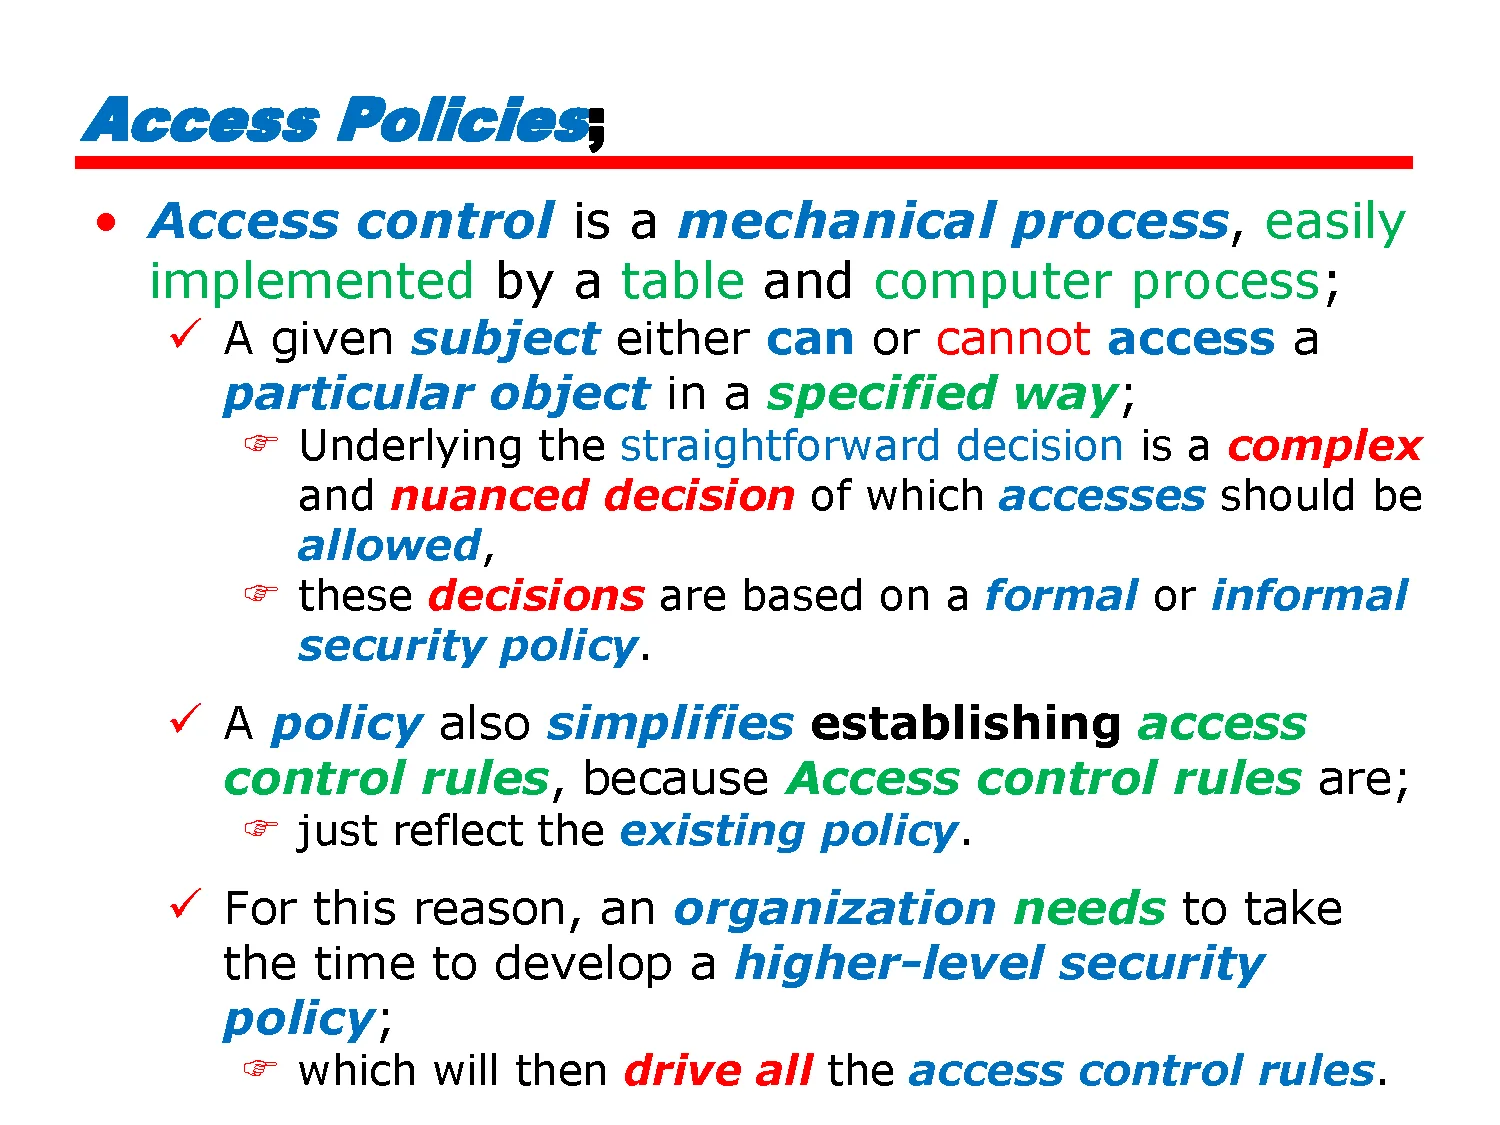 Access Policies;
• Access control is a mechanical process, easily
implemented by a table and computer process;
✓ A given subject either can or cannot access a
particular object in a specified way;
☞ Underlying the straightforward decision is a complex
and nuanced decision of which accesses should be
allowed,
☞ these decisions are based on a formal or informal
security policy.
✓ A policy also simplifies establishing access
control rules, because Access control rules are;
☞ just reflect the existing policy.
✓ For this reason, an organization needs to take
the time to develop a higher-level security
policy;
☞ which will then drive all the access control rules.